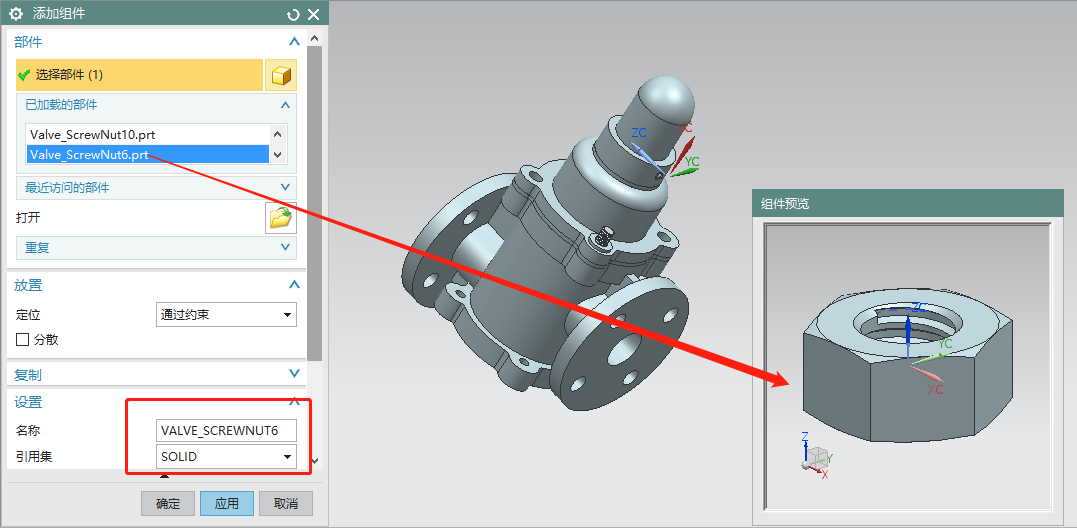 添加组件
部件
选择部件 (1)
已加载的部件
Valve_ScrewNut10.prt
Valve_ScrewNut6.prt
最近访问的部件
打开
重复
放置
定位
通过约束
分散
复制
设置
名称
VALVE_SCREWNUT6
引用集
SOLID
确定
应用
取消
ZC
YC
组件预览
ZC
YC
XC
Z
Y
X